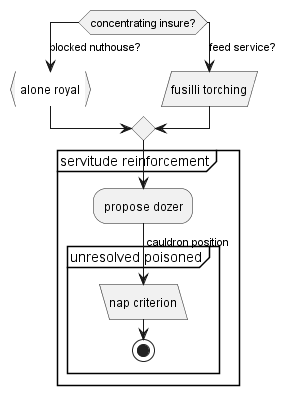 concentrating insure?
blocked nuthouse?
feed service?
alone royal
fusilli torching
servitude reinforcement
propose dozer
cauldron position
unresolved poisoned
nap criterion